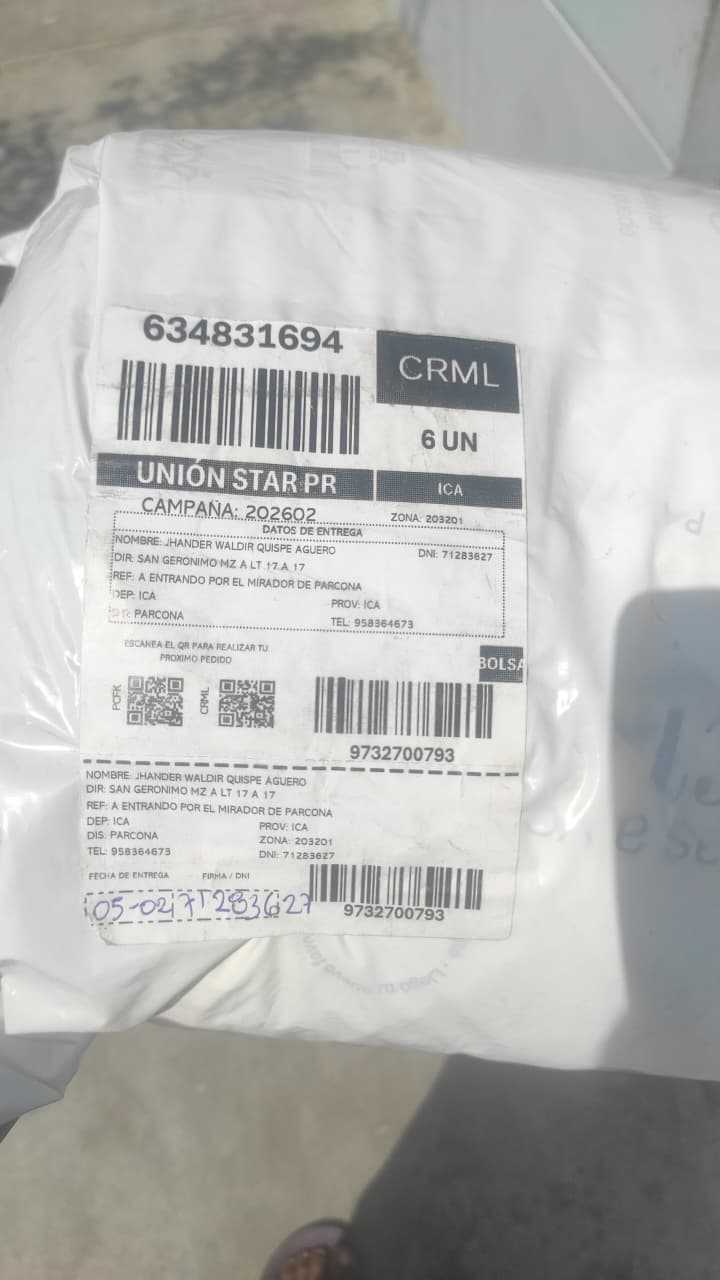 634831694
CRML
6 UN
UNIÓN STAR PR
ICA
CAMPAÑA: 202602
ZONA: 203201
DATOS DE ENTREGA
NOMBRE: JHANDER WALDIR QUISPE AGUERO
DNI: 71283627
DIR: SAN GERONIMO MZ A LT 17 A 17
REF: A ENTRANDO POR EL MIRADOR DE PARCONA
DEP: ICA
PROV: ICA
PARCONA
TEL: 958364673
ESCANEA EL QR PARA REALIZAR TU
PROXIMO PEDIDO
BOLSA
PCFK
CRML
9732700793
NOMBRE: JHANDER WALDIR QUISPE AGUERO
DIR: SAN GERONIMO MZ A LT 17 A 17
REF: A ENTRANDO POR EL MIRADOR DE PARCONA
DEP: ICA
PROV: ICA
DIS: PARCONA
ZONA: 203201
TEL: 958364673
DNI: 71283627
FECHA DE ENTREGA
FIRMA / DNI
05-02 71283627
9732700793